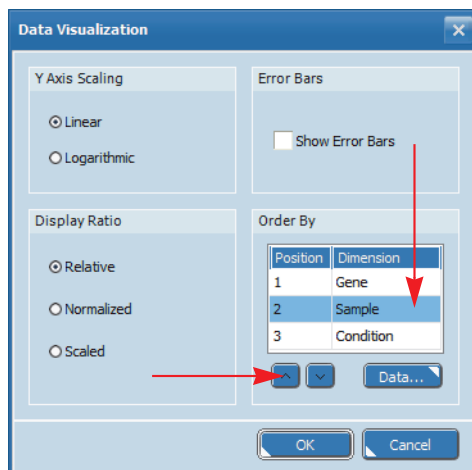 Data Visualization
Y Axis Scaling
Linear
Logarithmic
Error Bars
Show Error Bars
Display Ratio
Relative
Normalized
Scaled
Order By
Position Dimension
1 Gene
2 Sample
3 Condition
Data...
OK Cancel